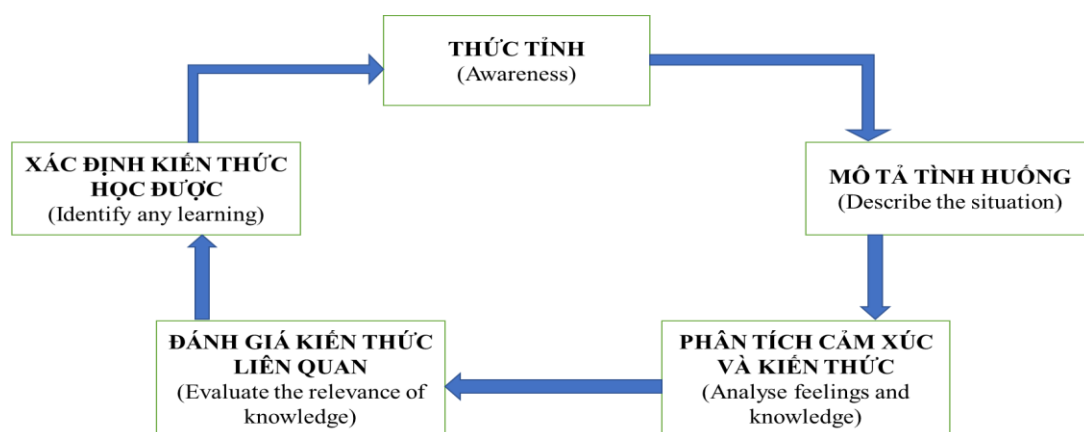 THỨC TỈNH
(Awareness)
MÔ TẢ TÌNH HUỐNG
(Describe the situation)
PHÂN TÍCH CẢM XÚC
VÀ KIẾN THỨC
(Analyse feelings and
knowledge)
ĐÁNH GIÁ KIẾN THỨC
LIÊN QUAN
(Evaluate the relevance of
knowledge)
XÁC ĐỊNH KIẾN THỨC
HỌC ĐƯỢC
(Identify any learning)